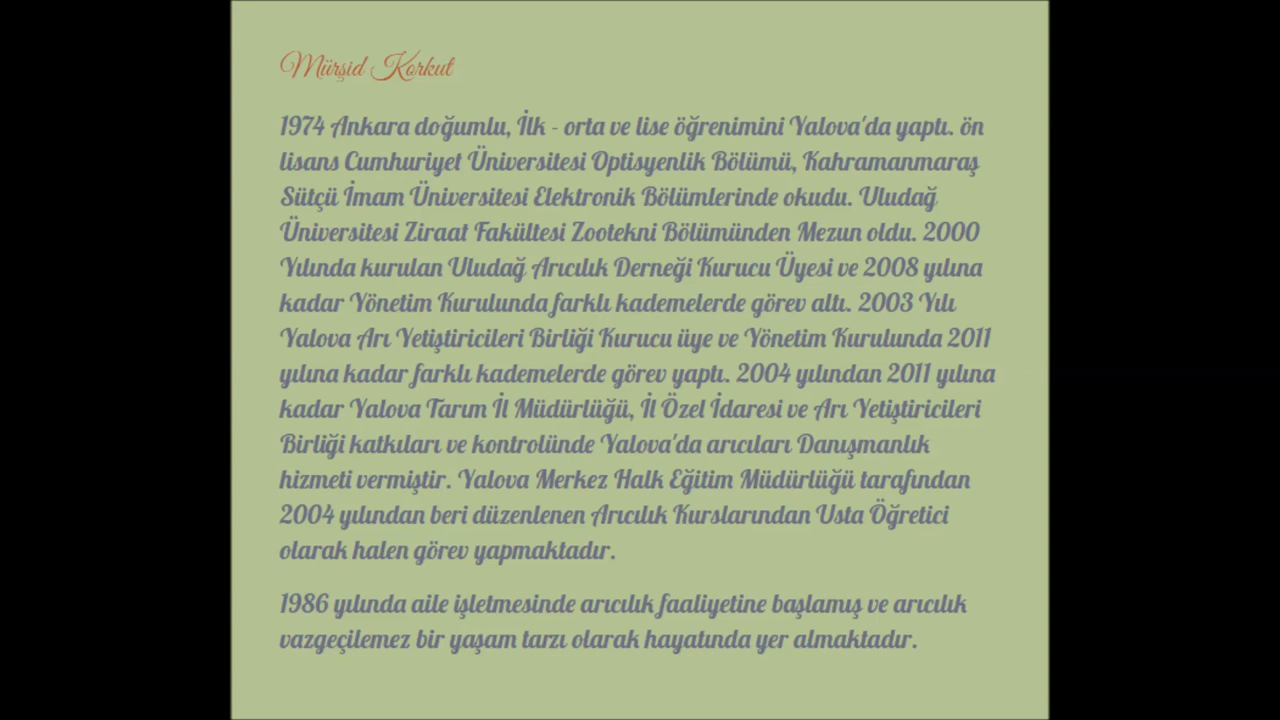 Mürşid Korkut
1974 Ankara doğumlu, İlk - orta ve lise öğrenimini Yalova'da yaptı. ön
lisans Cumhuriyet Üniversitesi Optisyenlik Bölümü, Kahramanmaraş
Sütçü İmam Üniversitesi Elektronik Bölümlerinde okudu. Uludağ
Üniversitesi Ziraat Fakültesi Zootekni Bölümünden Mezun oldu. 2000
Yılında kurulan Uludağ Arıcılık Derneği Kurucu Üyesi ve 2008 yılına
kadar Yönetim Kurulunda farklı kademelerde görev altı. 2003 Yılı
Yalova Arı Yetiştiricileri Birliği Kurucu üye ve Yönetim Kurulunda 2011
yılına kadar farklı kademelerde görev yaptı. 2004 yılından 2011 yılına
kadar Yalova Tarım İl Müdürlüğü, İl Özel İdaresi ve Arı Yetiştiricileri
Birliği katkıları ve kontrolünde Yalova'da arıcıları Danışmanlık
hizmeti vermiştir. Yalova Merkez Halk Eğitim Müdürlüğü tarafından
2004 yılından beri düzenlenen Arıcılık Kurslarından Usta Öğretici
olarak halen görev yapmaktadır.
1986 yılında aile işletmesinde arıcılık faaliyetine başlamış ve arıcılık
vazgeçilemez bir yaşam tarzı olarak hayatında yer almaktadır.